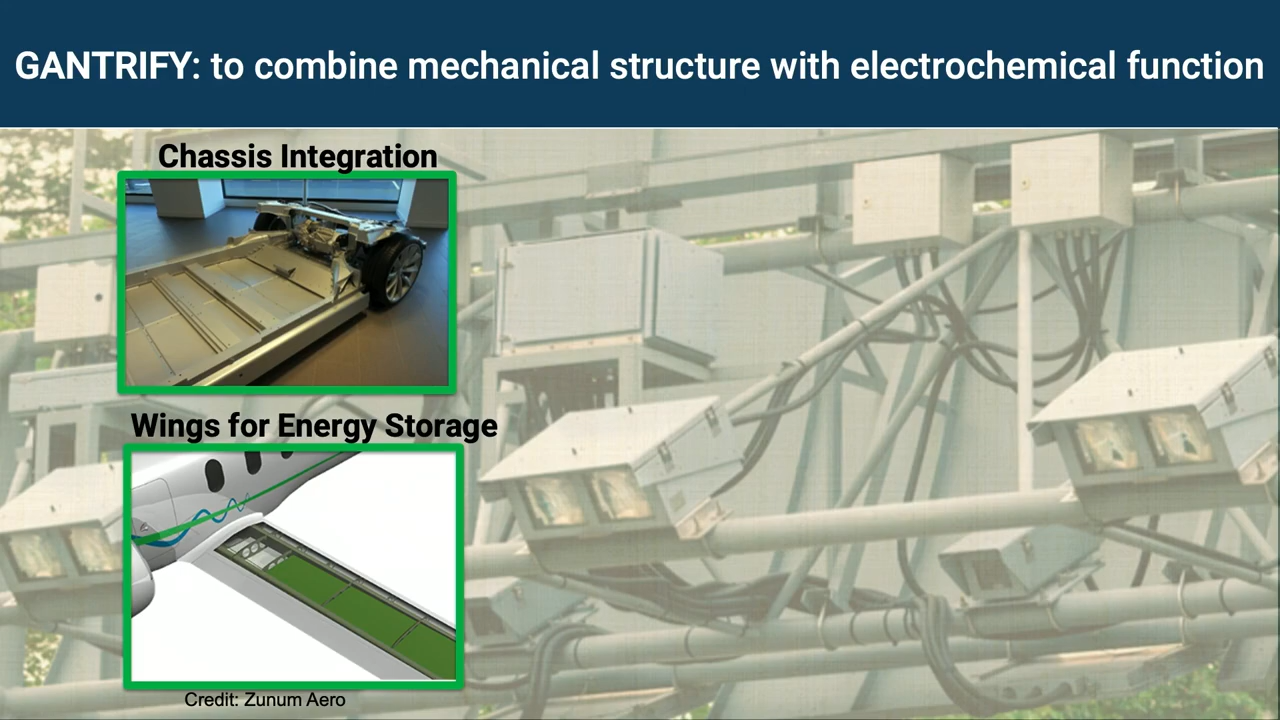 GANTRIFY: to combine mechanical structure with electrochemical function
Chassis Integration
Wings for Energy Storage
Credit: Zunum Aero